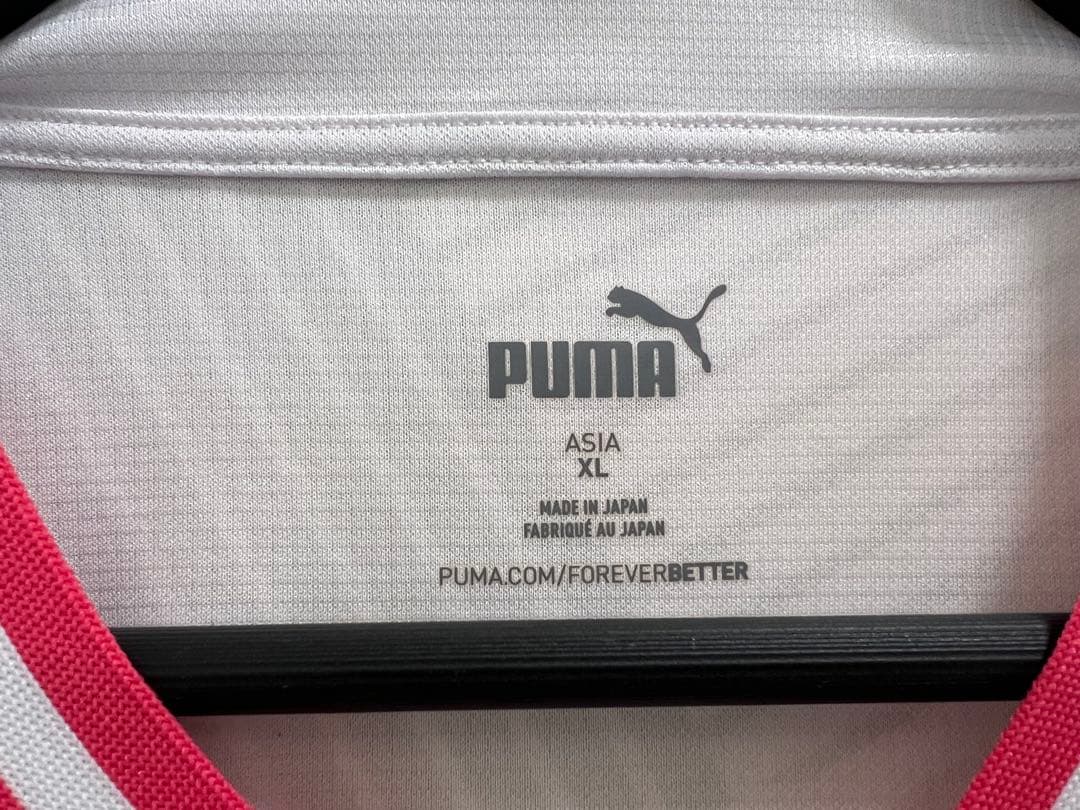 PUMA
ASIA
XL
MADE IN JAPAN
FABRIQUÉ AU JAPAN
PUMA.COM/FOREVERBETTER